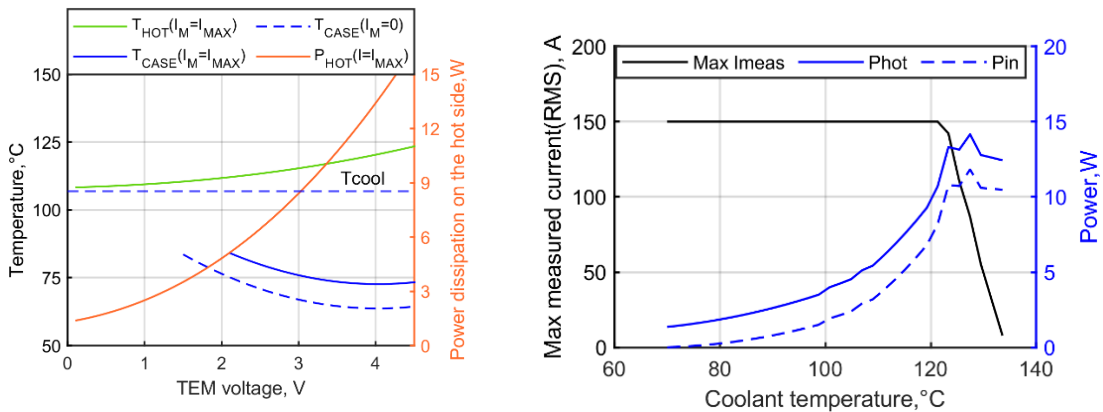 T_HOT(I_M=I_MAX)
T_CASE(I_M=0)
T_CASE(I_M=I_MAX)
P_HOT(I=I_MAX)
150
125
100
75
50
Temperature,°C
Tcool
15
12
9
6
3
0
Power dissipation on the hot side,W
0
1
2
3
4
TEM voltage, V
Max Imeas
Phot
Pin
200
150
100
50
0
Max measured current(RMS), A
20
15
10
5
0
Power,W
60
80
100
120
140
Coolant temperature,°C